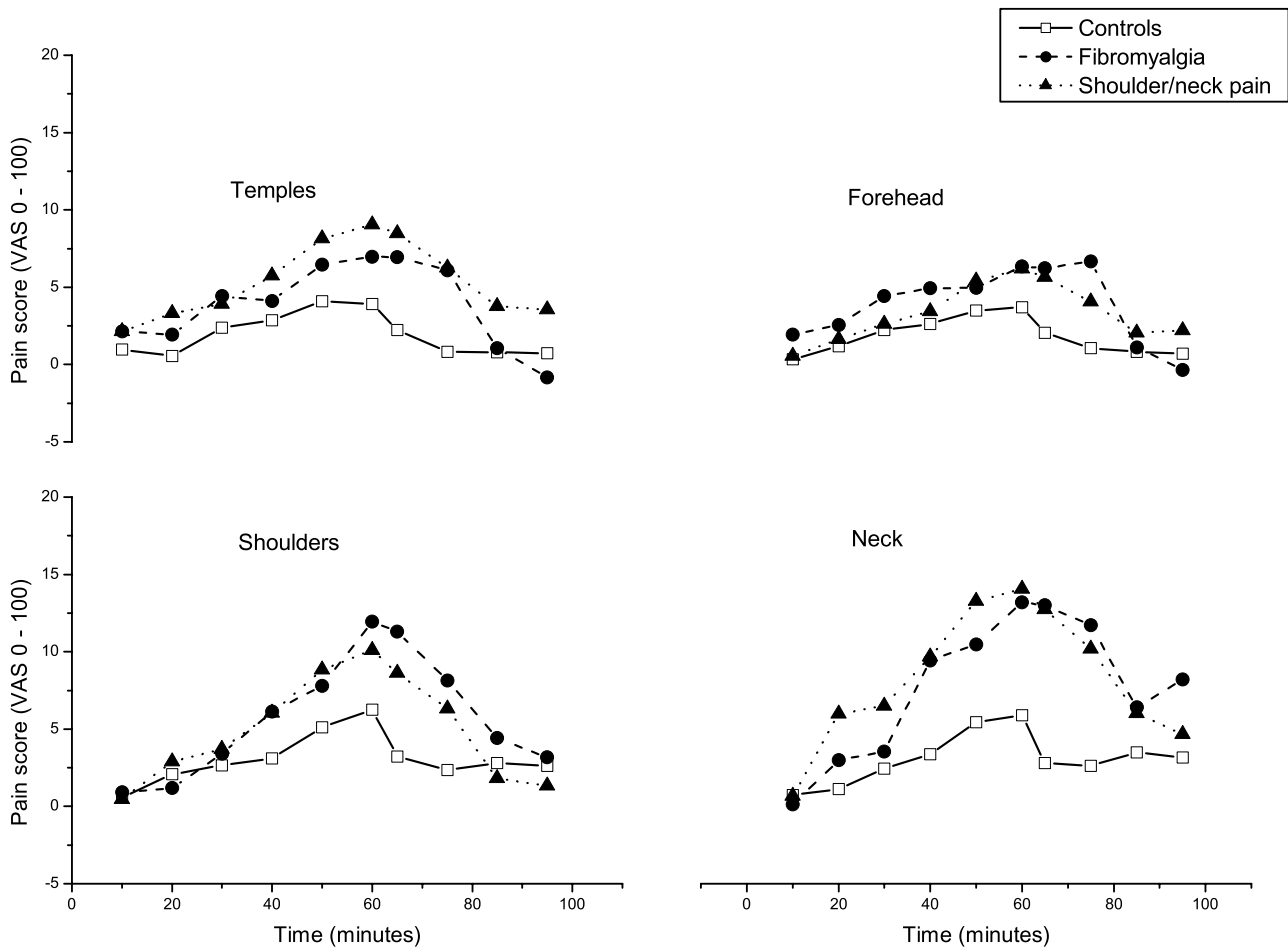 Controls
Fibromyalgia
Shoulder/neck pain
20
15
10
5
0
-5
Pain score (VAS 0 - 100)
Temples
Forehead
20
15
10
5
0
-5
Pain score (VAS 0 - 100)
Shoulders
Neck
0 20 40 60 80 100
Time (minutes)
0 20 40 60 80 100
Time (minutes)